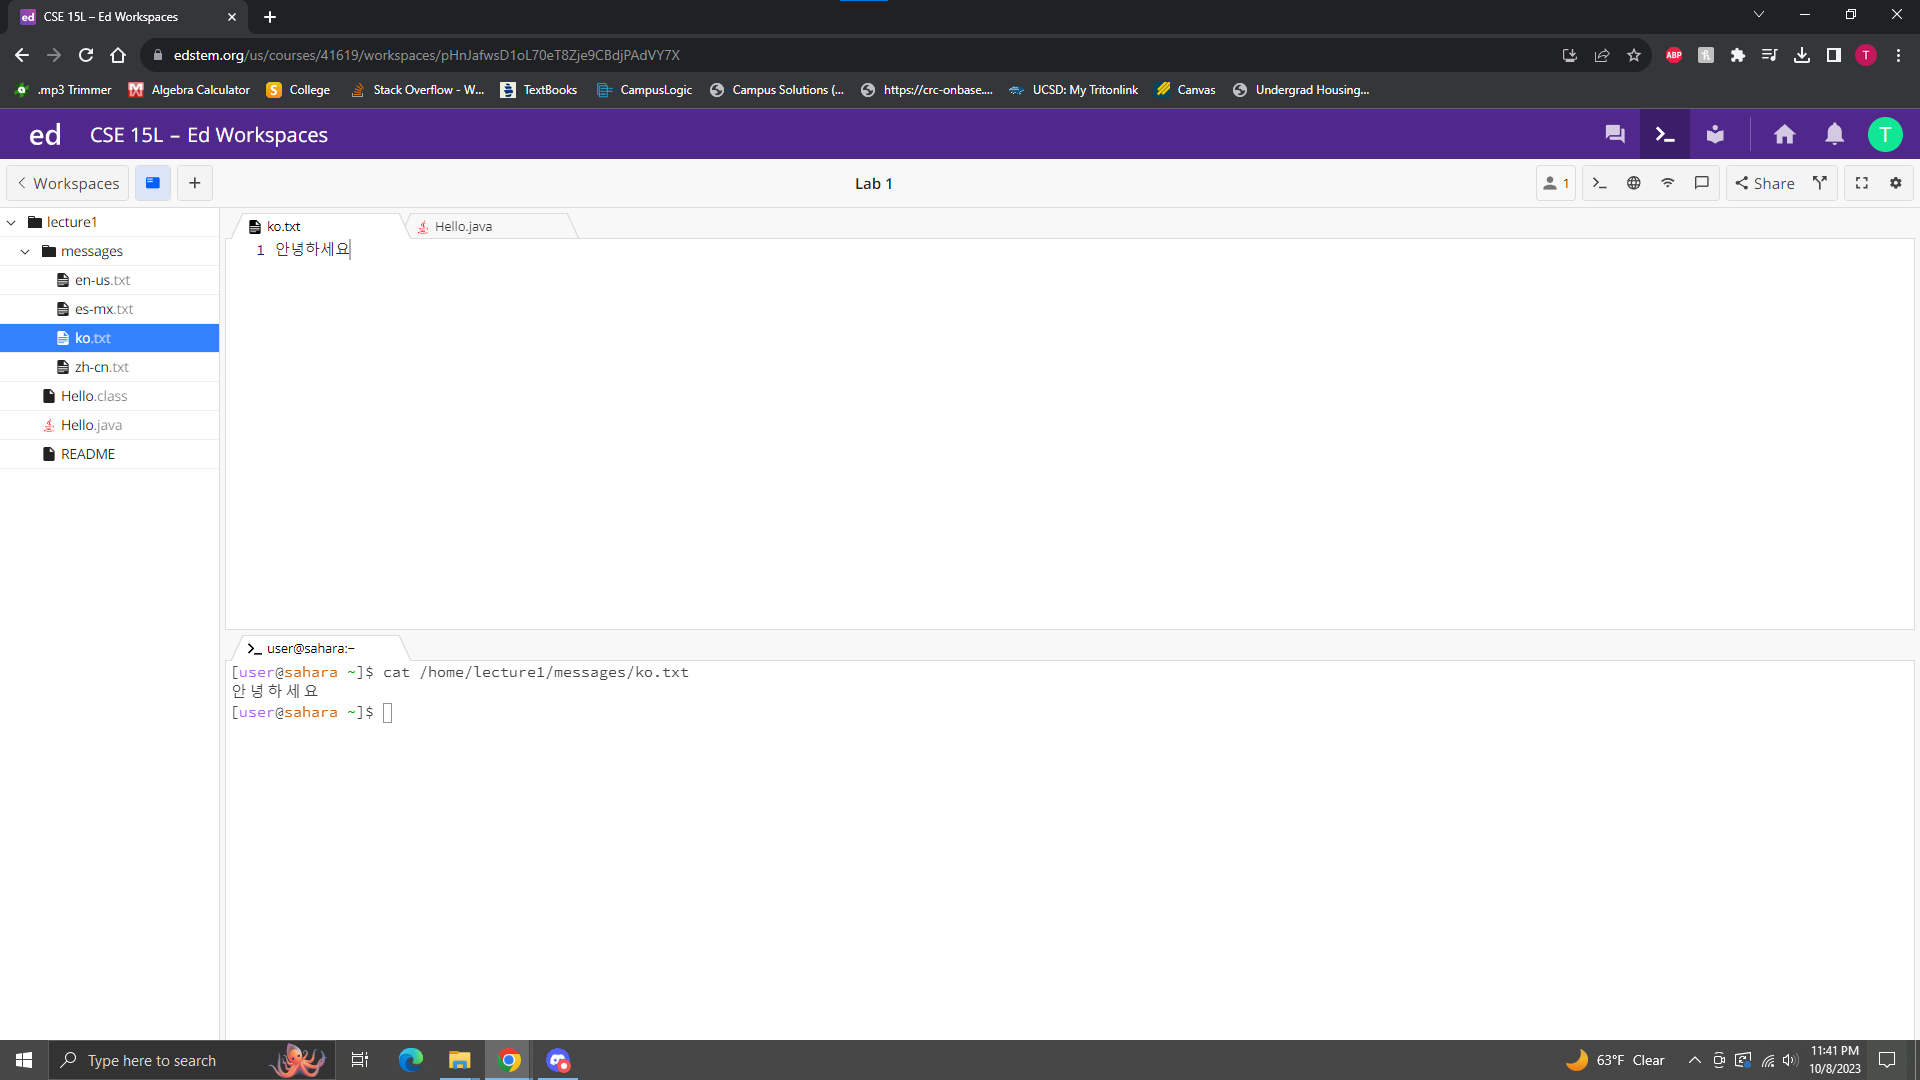 CSE 15L – Ed Workspaces
edstem.org/us/courses/41619/workspaces/pHnJafwsD1oL70eT8Zje9CBdjPAdVY7X
ABP
T
.mp3 Trimmer
Algebra Calculator
College
Stack Overflow - W...
TextBooks
CampusLogic
Campus Solutions (...
https://crc-onbase....
UCSD: My Tritonlink
Canvas
Undergrad Housing...
ed
CSE 15L – Ed Workspaces
T
Workspaces
Lab 1
1
Share
lecture1
messages
en-us.txt
es-mx.txt
ko.txt
zh-cn.txt
Hello.class
Hello.java
README
ko.txt
Hello.java
1 안녕하세요
user@sahara:~
[user@sahara ~]$ cat /home/lecture1/messages/ko.txt
안녕하세요
[user@sahara ~]$
Type here to search
63°F Clear
11:41 PM
10/8/2023